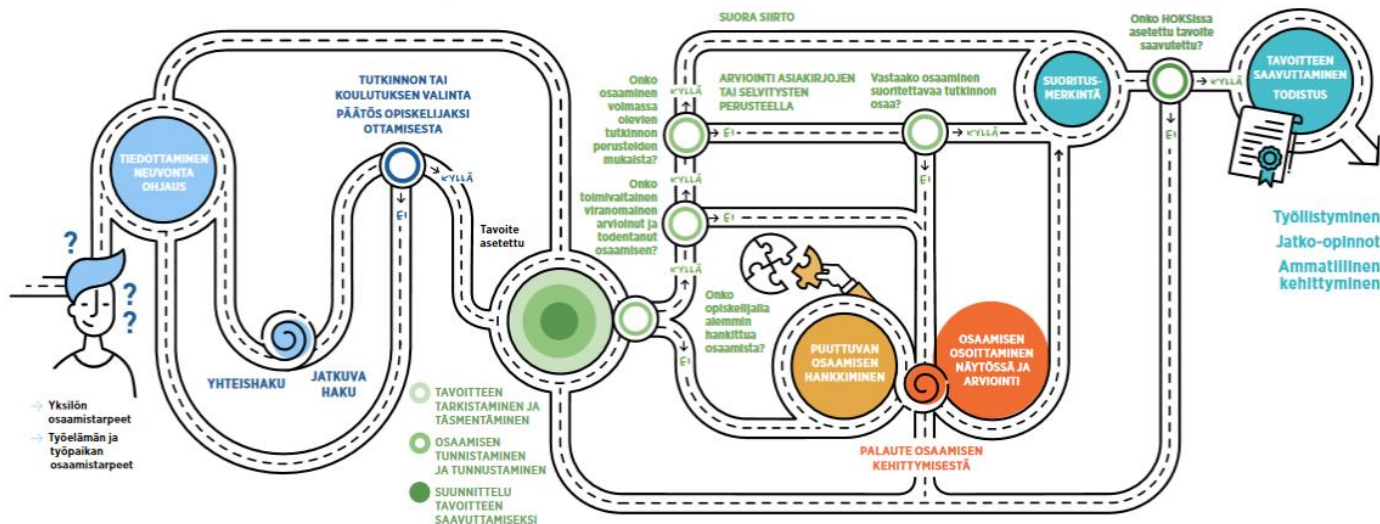 SUORA SIIRTO
Onko HOKSissa
asetettu tavoite
saavutettu?
TAVOITTEEN
SAAVUTTAMINEN
TODISTUS
KYLLÄ
EI
SUORITUS-
MERKINTÄ
TUTKINNON TAI
KOULUTUKSEN VALINTA
PÄÄTÖS OPISKELIJAKSI
OTTAMISESTA
KYLLÄ
EI
Onko
osaaminen
voimassa
olevien
tutkinnon
perusteiden
mukaista?
KYLLÄ
EI
ARVIOINTI ASIAKIRJOJEN
TAI SELVITYSTEN
PERUSTEELLA
Vastaako osaaminen
suoritettavaa tutkinnon
osaa?
KYLLÄ
EI
TIEDOTTAMINEN
NEUVONTA
OHJAUS
Onko
toimivaltainen
viranomainen
arvioinut ja
todentanut
osaamisen?
KYLLÄ
EI
Tavoite
asetettu
Onko
opiskelijalla
aiemmin
hankittua
osaamista?
KYLLÄ
EI
?
?
?
?
YHTEISHAKU
JATKUVA
HAKU
PUUTTUVAN
OSAAMISEN
HANKKIMINEN
OSAAMISEN
OSOITTAMINEN
NÄYTÖSSÄ JA
ARVIOINTI
PALAUTE OSAAMISEN
KEHITTYMISESTÄ
Työllistyminen
Jatko-opinnot
Ammatillinen
kehittyminen
→ Yksilön
osaamistarpeet
→ Työelämän ja
työpaikan
osaamistarpeet
TAVOITTEEN
TARKISTAMINEN JA
TÄSMENTÄMINEN
OSAAMISEN
TUNNISTAMINEN
JA TUNNUSTAMINEN
SUUNNITTELU
TAVOITTEEN
SAAVUTTAMISEKSI